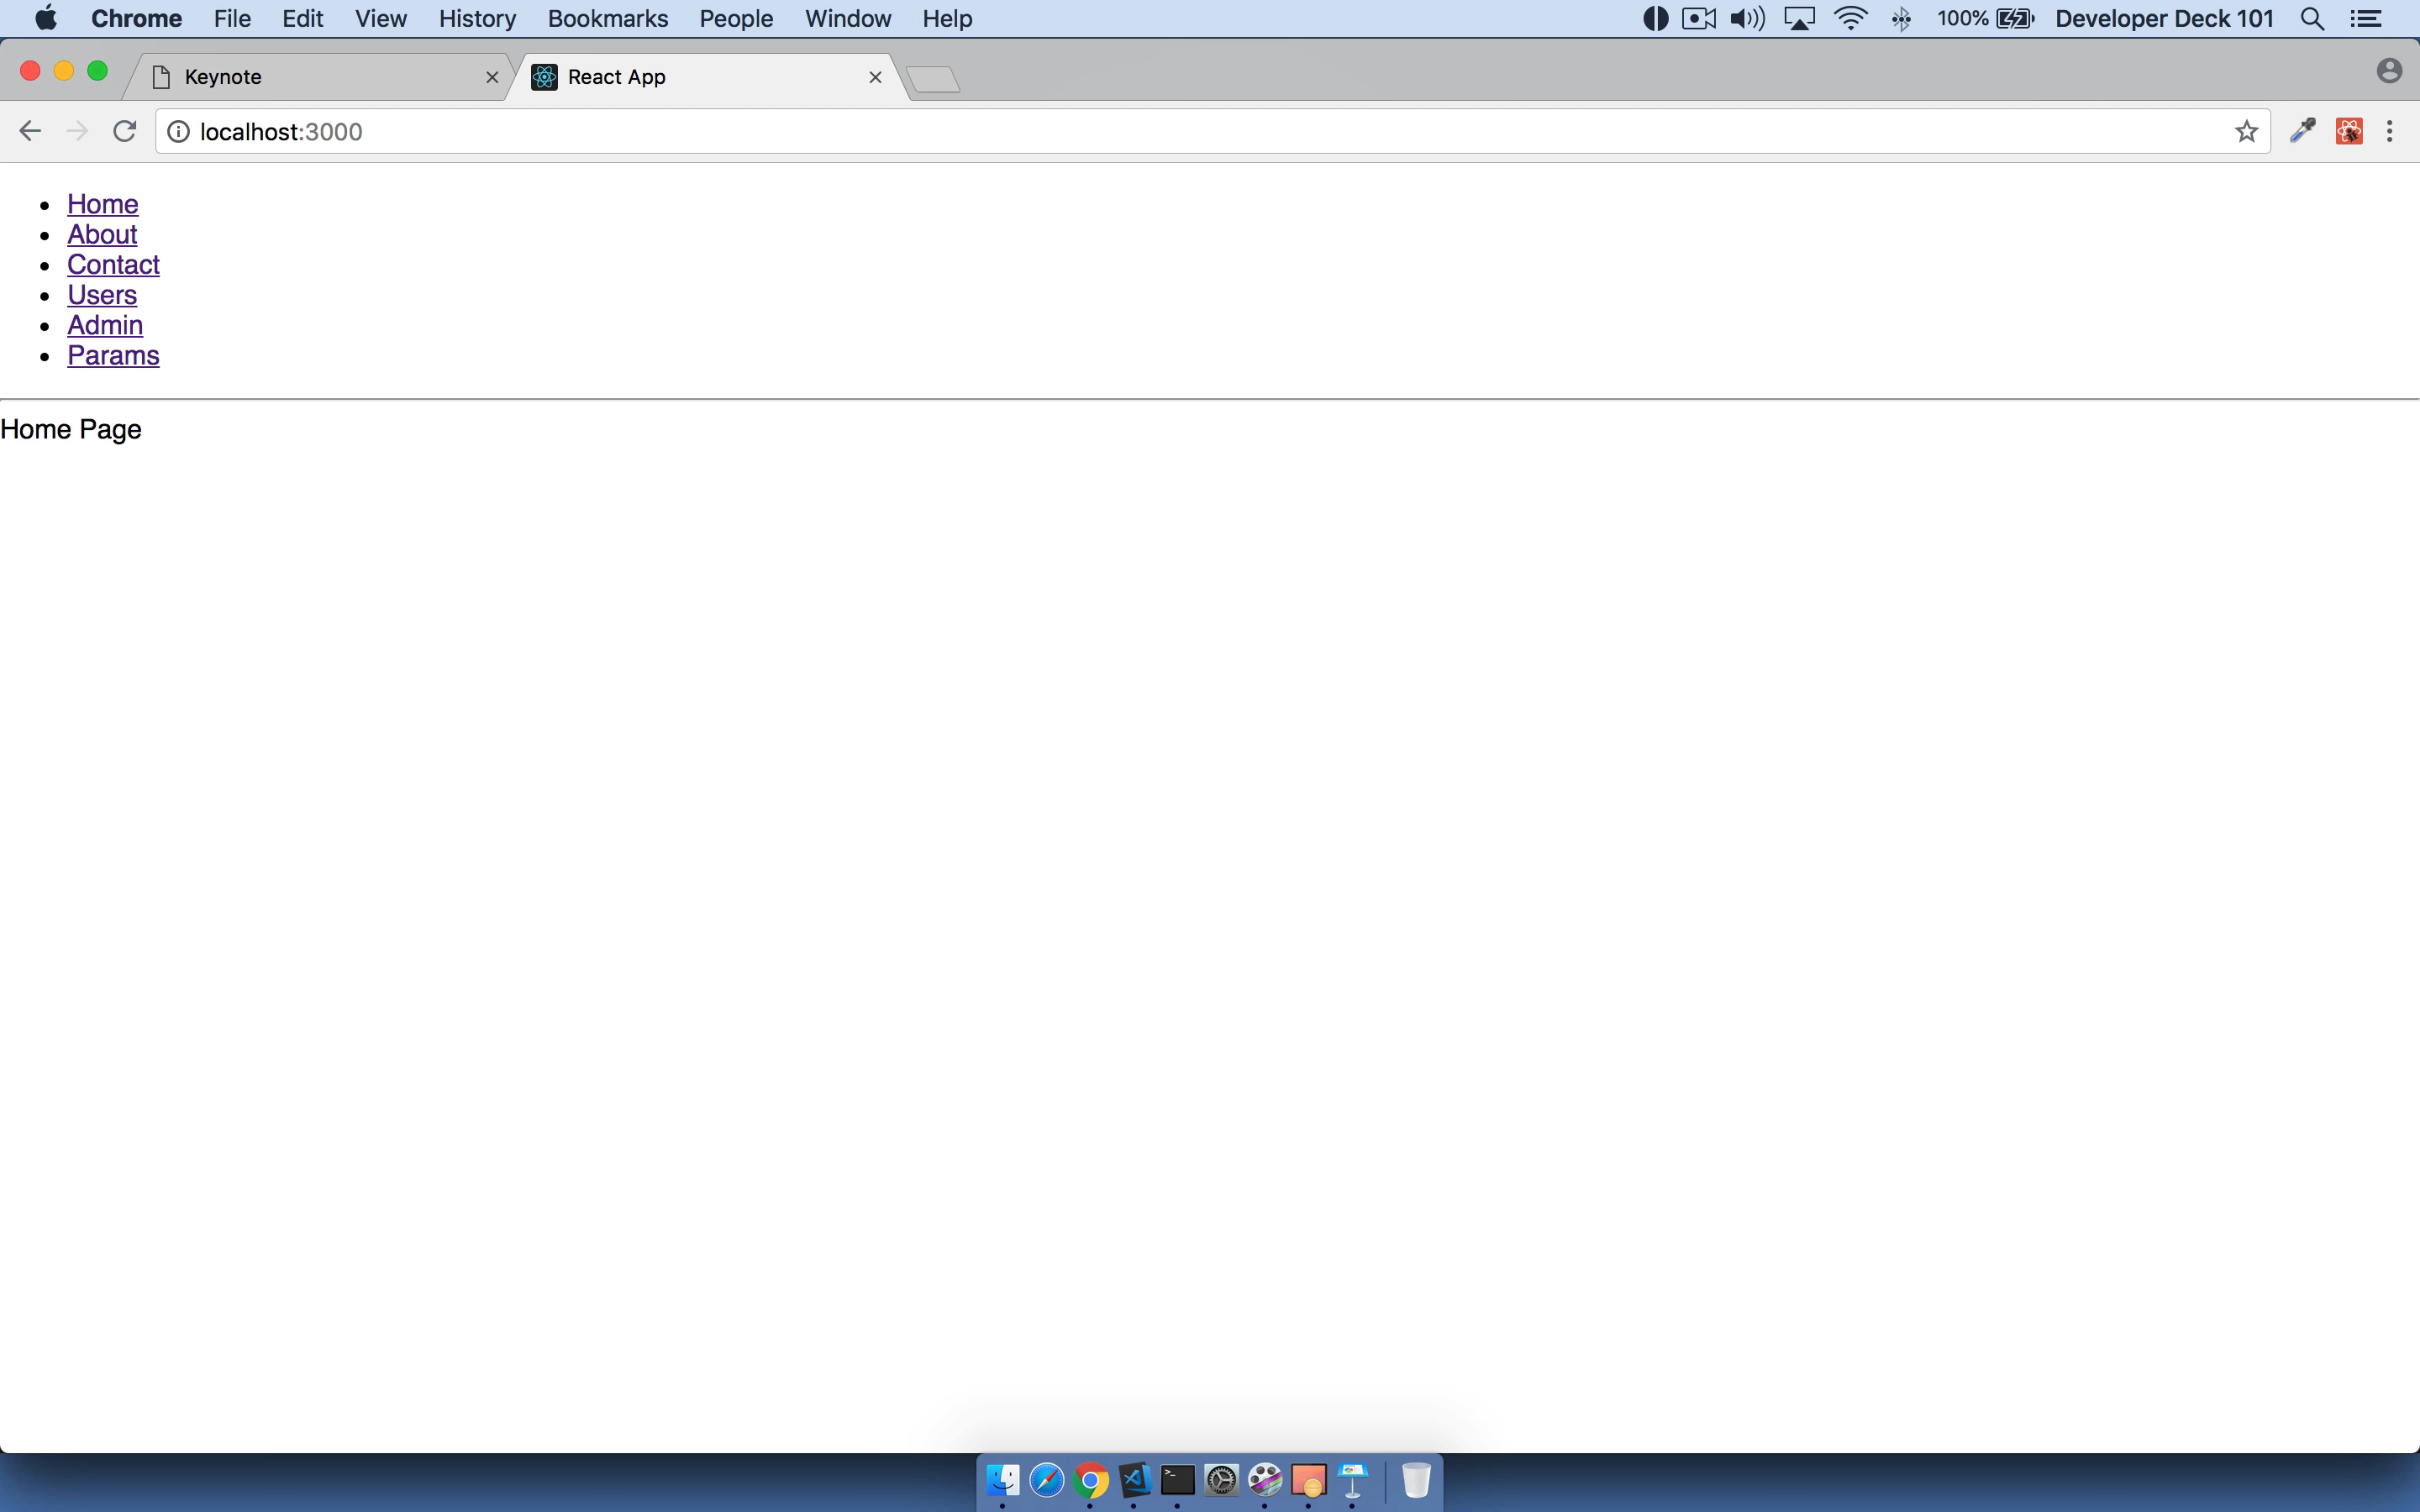 Chrome File Edit View History Bookmarks People Window Help 100% Developer Deck 101
Keynote React App
localhost:3000
Home
About
Contact
Users
Admin
Params
Home Page